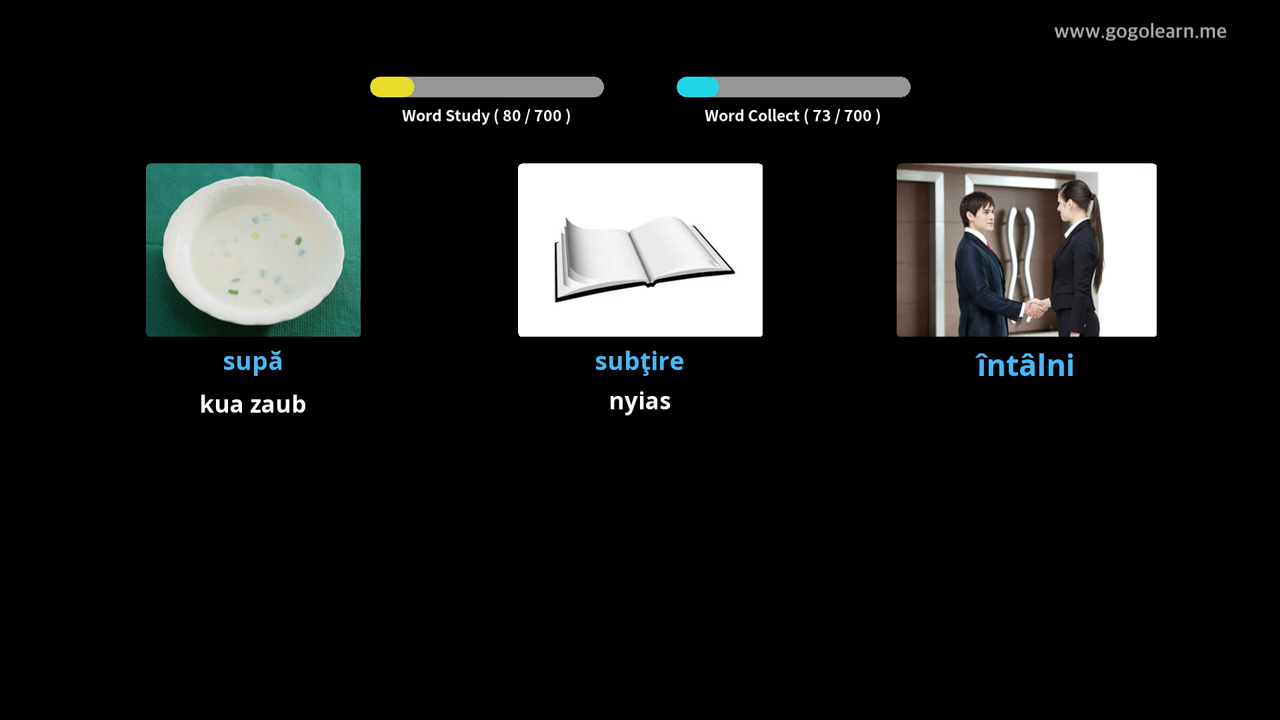 www.gogolearn.me
Word Study ( 80 / 700 )
Word Collect ( 73 / 700 )
supă
subţire
întâlni
kua zaub
nyias